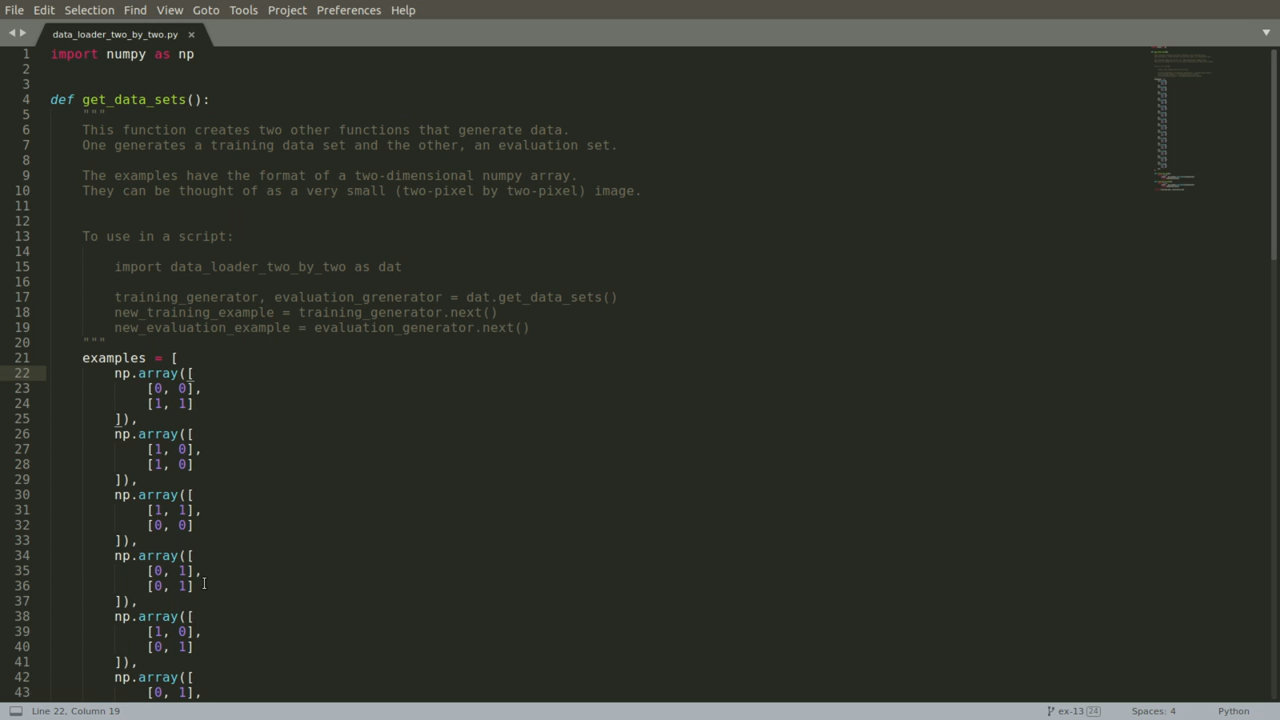 File Edit Selection Find View Goto Tools Project Preferences Help
data_loader_two_by_two.py ×
1 import numpy as np
2
3
4 def get_data_sets():
5 """
6 This function creates two other functions that generate data.
7 One generates a training data set and the other, an evaluation set.
8
9 The examples have the format of a two-dimensional numpy array.
10 They can be thought of as a very small (two-pixel by two-pixel) image.
11
12
13 To use in a script:
14
15 import data_loader_two_by_two as dat
16
17 training_generator, evaluation_grenerator = dat.get_data_sets()
18 new_training_example = training_generator.next()
19 new_evaluation_example = evaluation_generator.next()
20 """
21 examples = [
22 np.array([
23 [0, 0],
24 [1, 1]
25 ]),
26 np.array([
27 [1, 0],
28 [1, 0]
29 ]),
30 np.array([
31 [1, 1],
32 [0, 0]
33 ]),
34 np.array([
35 [0, 1],
36 [0, 1]
37 ]),
38 np.array([
39 [1, 0],
40 [0, 1]
41 ]),
42 np.array([
43 [0, 1],
Line 22, Column 19 ex-13 24 Spaces: 4 Python